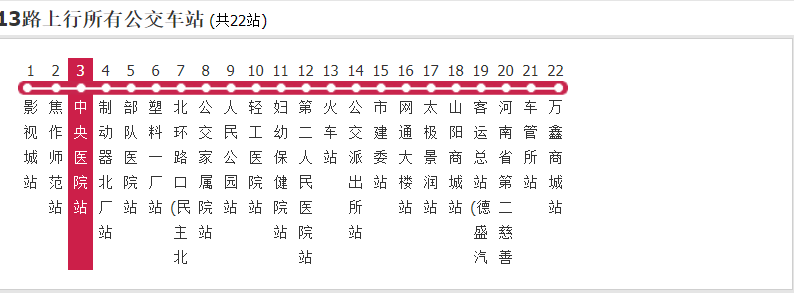 13路上行所有公交车站 (共22站)
1 2 3 4 5 6 7 8 9 10 11 12 13 14 15 16 17 18 19 20 21 22
影视城站
焦作师范站
中央医院站
制动器北厂站
部队医院站
塑料一厂站
北环路口(民主北
公交家属院站
人民公园站
轻工医院站
妇幼保健院站
第二人民医院站
火车站
公交派出所站
市建委站
网通大楼站
太极景润站
山阳商城站
客运总站(德盛汽
河南省第二慈善
车管所站
万鑫商城站